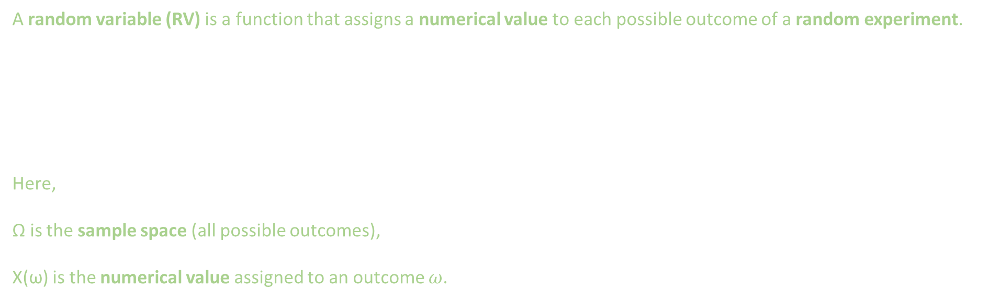 A random variable (RV) is a function that assigns a numerical value to each possible outcome of a random experiment.
Here,
Ω is the sample space (all possible outcomes),
X(ω) is the numerical value assigned to an outcome ω.